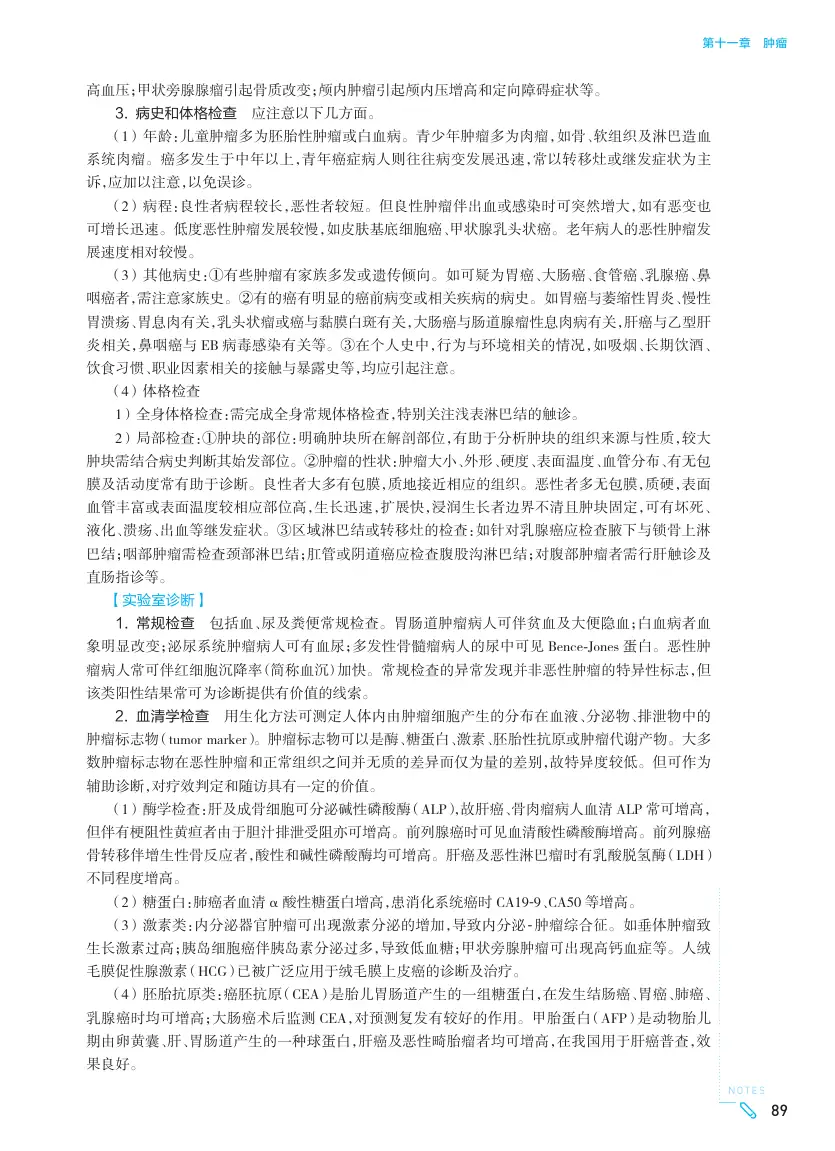 第十一章 肿瘤
高血压；甲状旁腺腺瘤引起骨质改变；颅内肿瘤引起颅内压增高和定向障碍症状等。
3. 病史和体格检查 应注意以下几方面。
（1）年龄：儿童肿瘤多为胚胎性肿瘤或白血病。青少年肿瘤多为肉瘤，如骨、软组织及淋巴造血
系统肉瘤。癌多发生于中年以上，青年癌症病人则往往病变发展迅速，常以转移灶或继发症状为主
诉，应加以注意，以免误诊。
（2）病程：良性者病程较长，恶性者较短。但良性肿瘤伴出血或感染时可突然增大，如有恶变也
可增长迅速。低度恶性肿瘤发展较慢，如皮肤基底细胞癌、甲状腺乳头状癌。老年病人的恶性肿瘤发
展速度相对较慢。
（3）其他病史：①有些肿瘤有家族多发或遗传倾向。如可疑为胃癌、大肠癌、食管癌、乳腺癌、鼻
咽癌者，需注意家族史。②有的癌有明显的癌前病变或相关疾病的病史。如胃癌与萎缩性胃炎、慢性
胃溃疡、胃息肉有关，乳头状瘤或癌与黏膜白斑有关，大肠癌与肠道腺瘤性息肉病有关，肝癌与乙型肝
炎相关，鼻咽癌与 EB 病毒感染有关等。③在个人史中，行为与环境相关的情况，如吸烟、长期饮酒、
饮食习惯、职业因素相关的接触与暴露史等，均应引起注意。
（4）体格检查
1）全身体格检查：需完成全身常规体格检查，特别关注浅表淋巴结的触诊。
2）局部检查：①肿块的部位：明确肿块所在解剖部位，有助于分析肿块的组织来源与性质，较大
肿块需结合病史判断其始发部位。②肿瘤的性状：肿瘤大小、外形、硬度、表面温度、血管分布、有无包
膜及活动度常有助于诊断。良性者大多有包膜，质地接近相应的组织。恶性者多无包膜，质硬，表面
血管丰富或表面温度较相应部位高，生长迅速，扩展快，浸润生长者边界不清且肿块固定，可有坏死、
液化、溃疡、出血等继发症状。③区域淋巴结或转移灶的检查：如针对乳腺癌应检查腋下与锁骨上淋
巴结；咽部肿瘤需检查颈部淋巴结；肛管或阴道癌应检查腹股沟淋巴结；对腹部肿瘤者需行肝触诊及
直肠指诊等。
【实验室诊断】
1. 常规检查 包括血、尿及粪便常规检查。胃肠道肿瘤病人可伴贫血及大便隐血；白血病者血
象明显改变；泌尿系统肿瘤病人可有血尿；多发性骨髓瘤病人的尿中可见 Bence-Jones 蛋白。恶性肿
瘤病人常可伴红细胞沉降率（简称血沉）加快。常规检查的异常发现并非恶性肿瘤的特异性标志，但
该类阳性结果常可为诊断提供有价值的线索。
2. 血清学检查 用生化方法可测定人体内由肿瘤细胞产生的分布在血液、分泌物、排泄物中的
肿瘤标志物（tumor marker）。肿瘤标志物可以是酶、糖蛋白、激素、胚胎性抗原或肿瘤代谢产物。大多
数肿瘤标志物在恶性肿瘤和正常组织之间并无质的差异而仅为量的差别，故特异度较低。但可作为
辅助诊断，对疗效判定和随访具有一定的价值。
（1）酶学检查：肝及成骨细胞可分泌碱性磷酸酶（ALP），故肝癌、骨肉瘤病人血清 ALP 常可增高，
但伴有梗阻性黄疸者由于胆汁排泄受阻亦可增高。前列腺癌时可见血清酸性磷酸酶增高。前列腺癌
骨转移伴增生性骨反应者，酸性和碱性磷酸酶均可增高。肝癌及恶性淋巴瘤时有乳酸脱氢酶（LDH）
不同程度增高。
（2）糖蛋白：肺癌者血清 α 酸性糖蛋白增高，患消化系统癌时 CA19-9、CA50 等增高。
（3）激素类：内分泌器官肿瘤可出现激素分泌的增加，导致内分泌-肿瘤综合征。如垂体肿瘤致
生长激素过高；胰岛细胞癌伴胰岛素分泌过多，导致低血糖；甲状旁腺肿瘤可出现高钙血症等。人绒
毛膜促性腺激素（HCG）已被广泛应用于绒毛膜上皮癌的诊断及治疗。
（4）胚胎抗原类：癌胚抗原（CEA）是胎儿胃肠道产生的一组糖蛋白，在发生结肠癌、胃癌、肺癌、
乳腺癌时均可增高；大肠癌术后监测 CEA，对预测复发有较好的作用。甲胎蛋白（AFP）是动物胎儿
期由卵黄囊、肝、胃肠道产生的一种球蛋白，肝癌及恶性畸胎瘤者均可增高，在我国用于肝癌普查，效
果良好。
NOTES
89